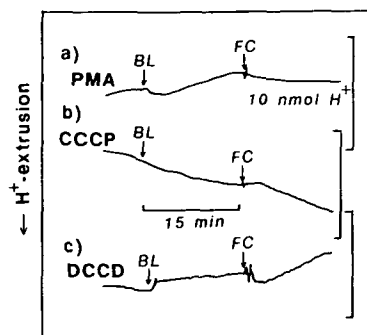 a)
PMA
BL
FC
10 nmol H+
b)
CCCP
BL
FC
15 min
c)
DCCD
BL
FC
← H+-extrusion